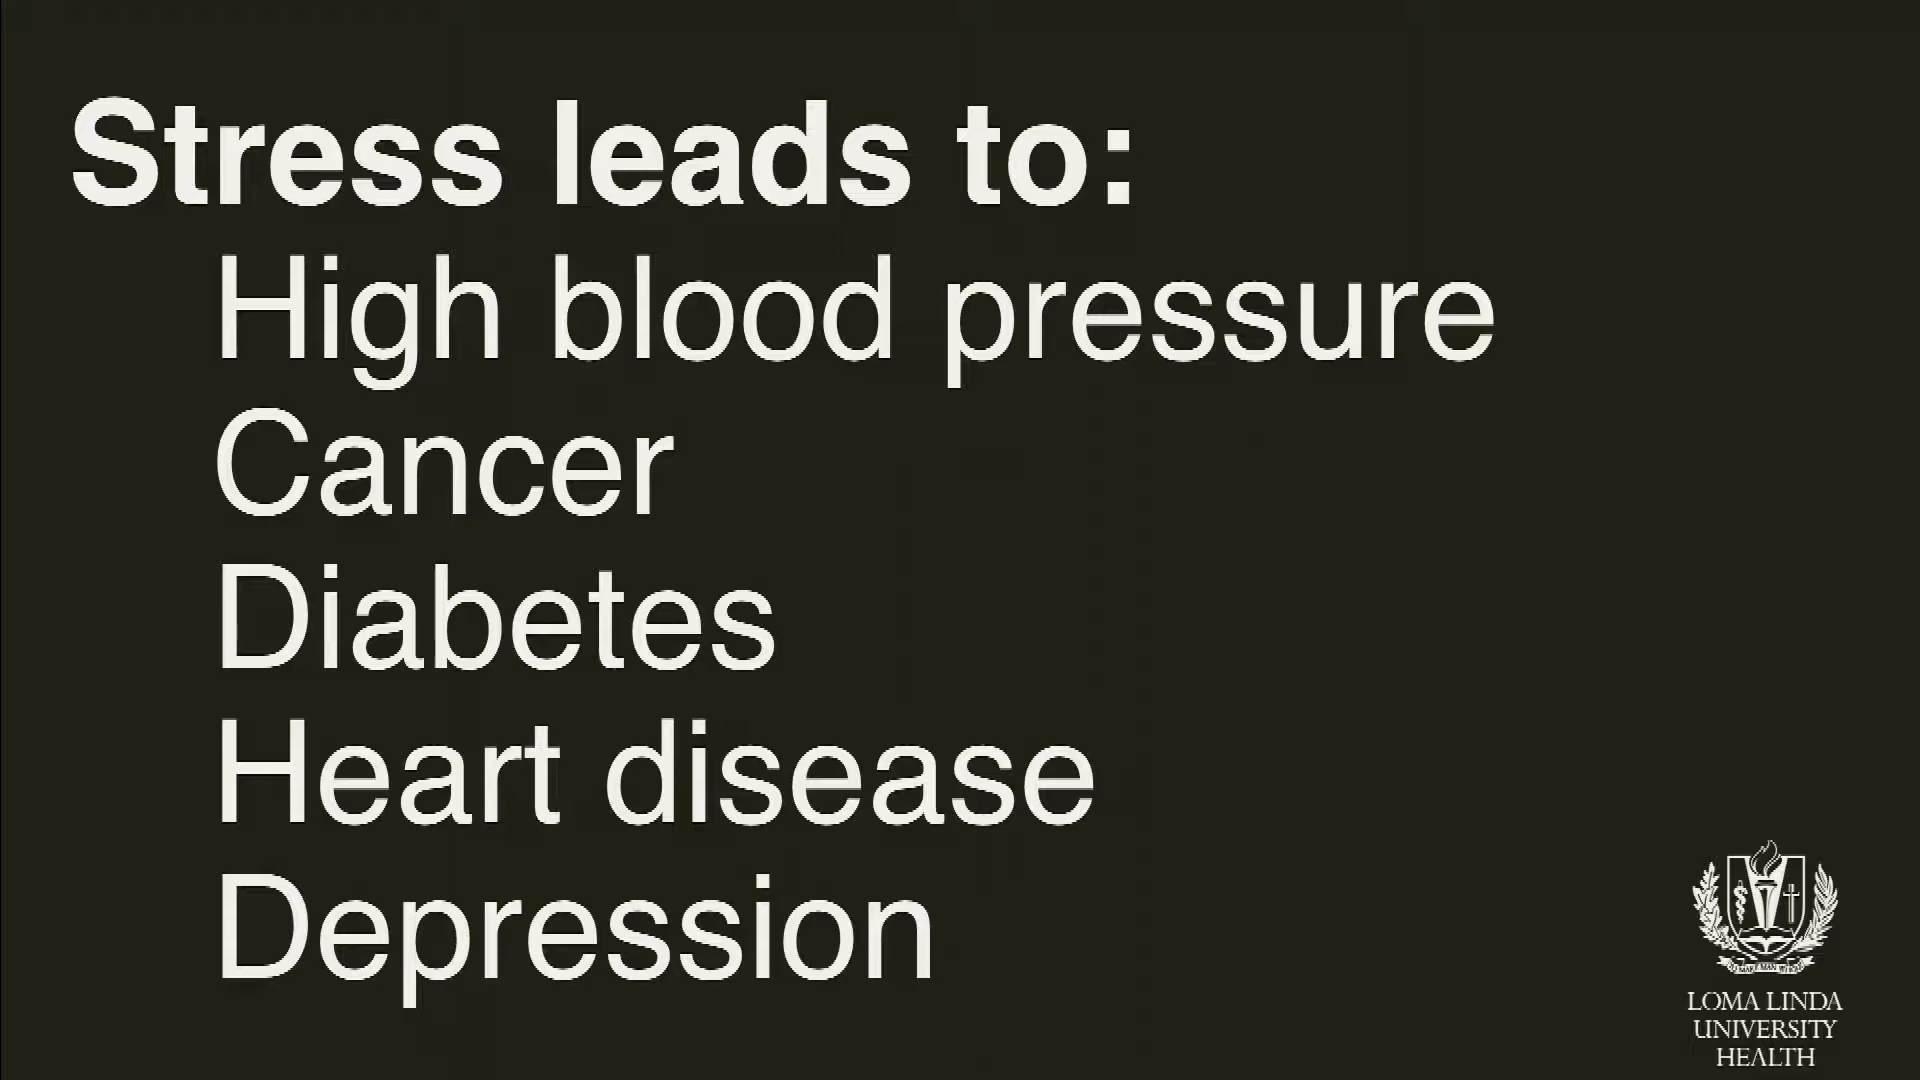 Stress leads to:
High blood pressure
Cancer
Diabetes
Heart disease
Depression
LOMA LINDA
UNIVERSITY
HEALTH